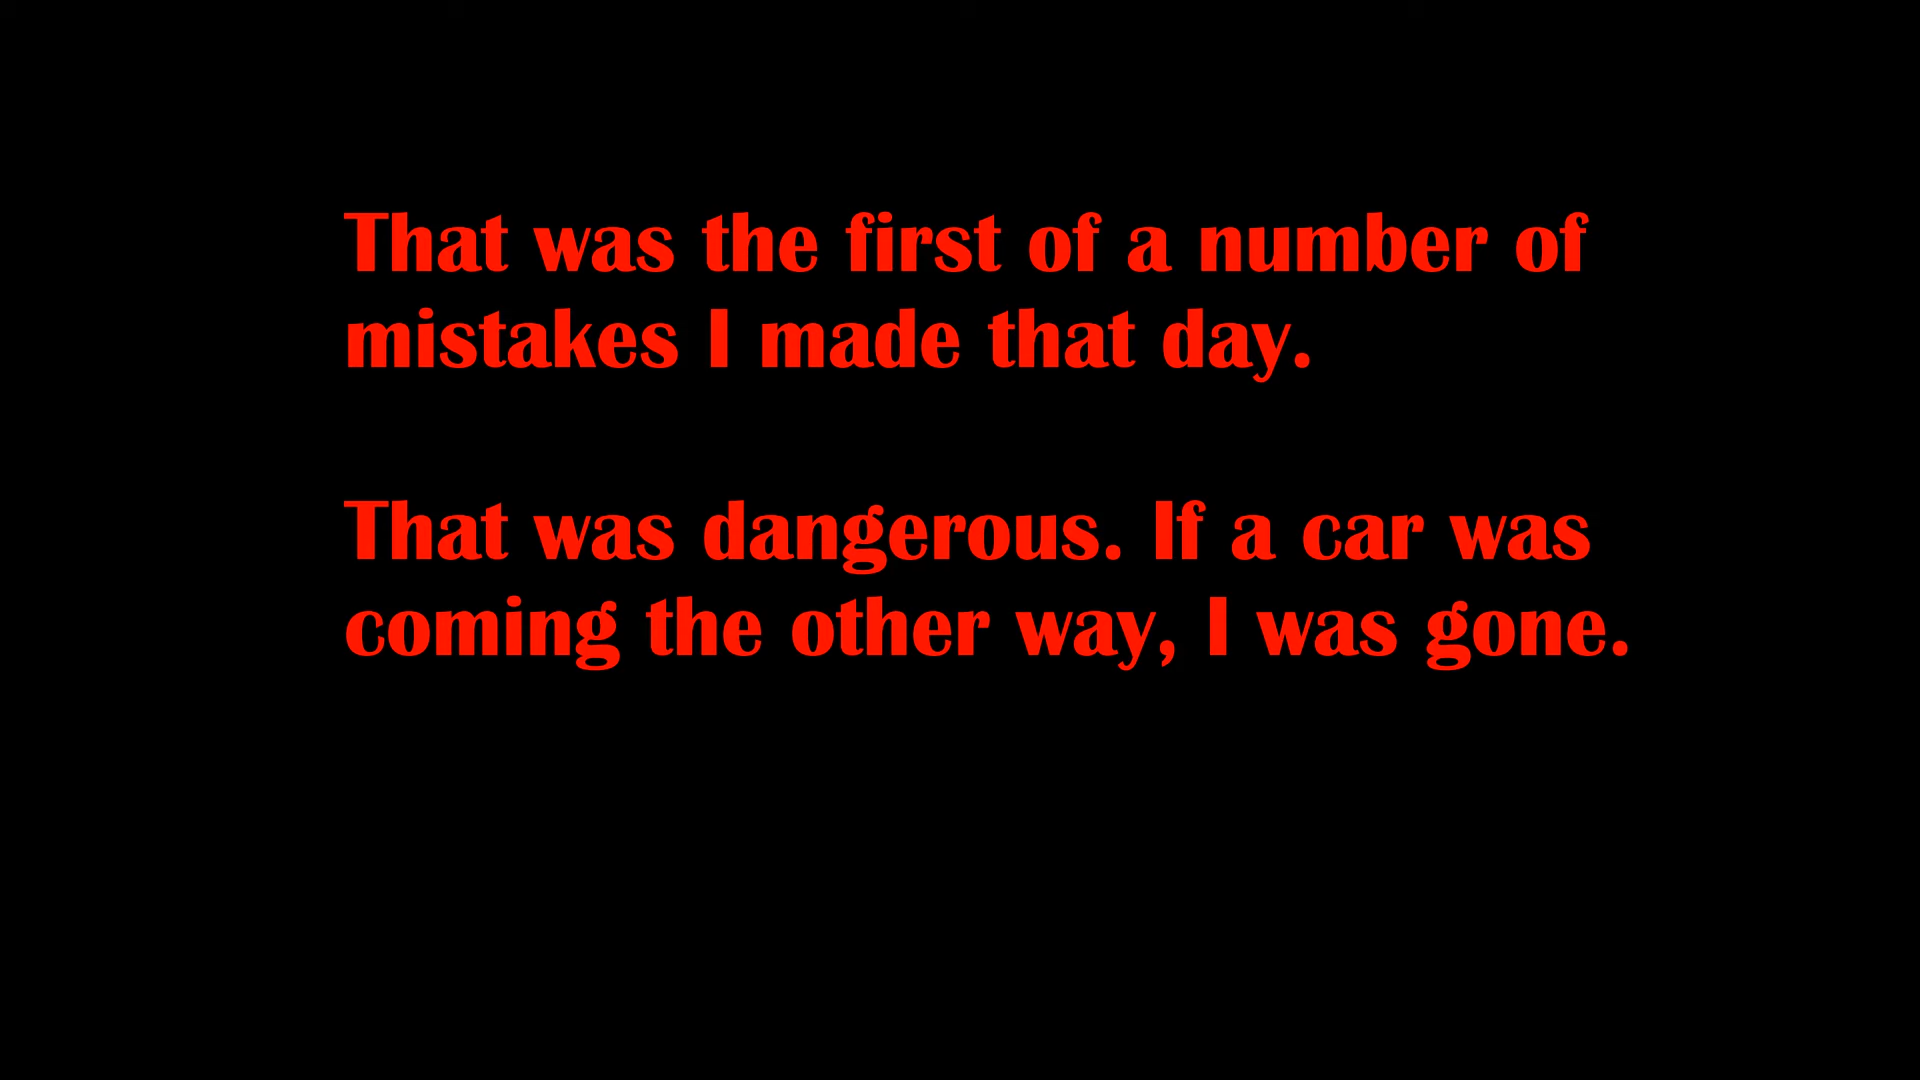 That was the first of a number of
mistakes I made that day.
That was dangerous. If a car was
coming the other way, I was gone.